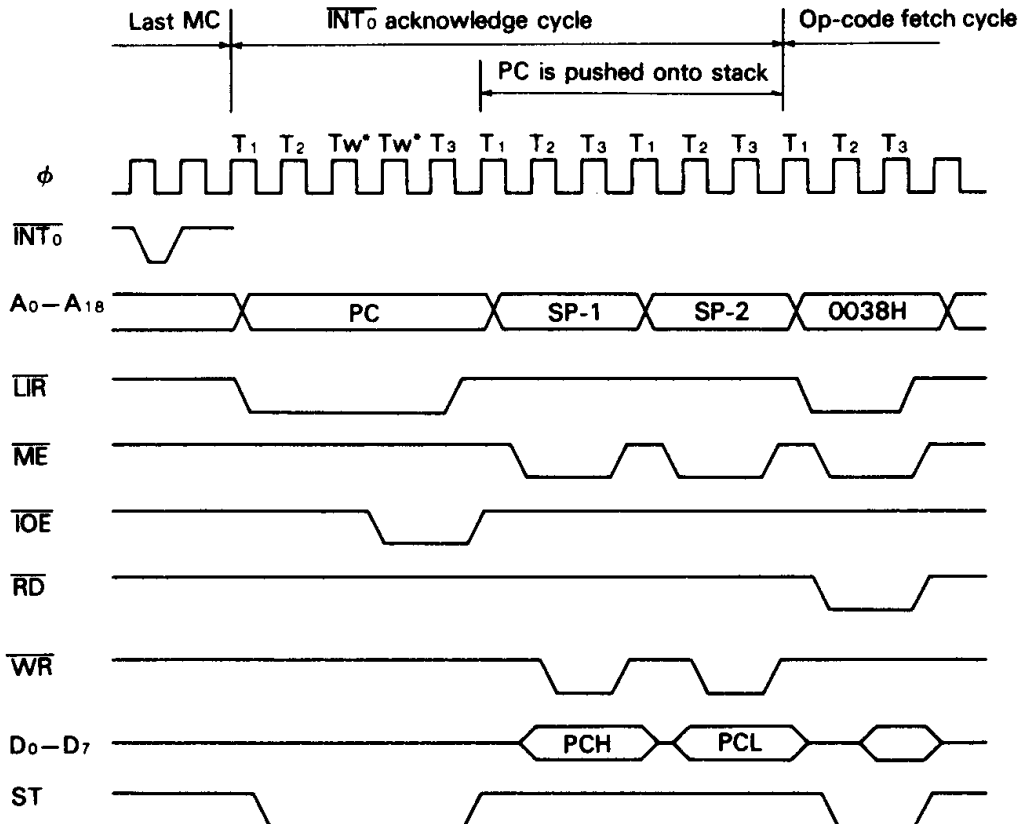 Last MC INT₀ acknowledge cycle Op-code fetch cycle
PC is pushed onto stack
T₁ T₂ Tw* Tw* T₃ T₁ T₂ T₃ T₁ T₂ T₃ T₁ T₂ T₃
ϕ
INT₀
A₀–A₁₈ PC SP-1 SP-2 0038H
LIR
ME
IOE
RD
WR
D₀–D₇ PCH PCL
ST